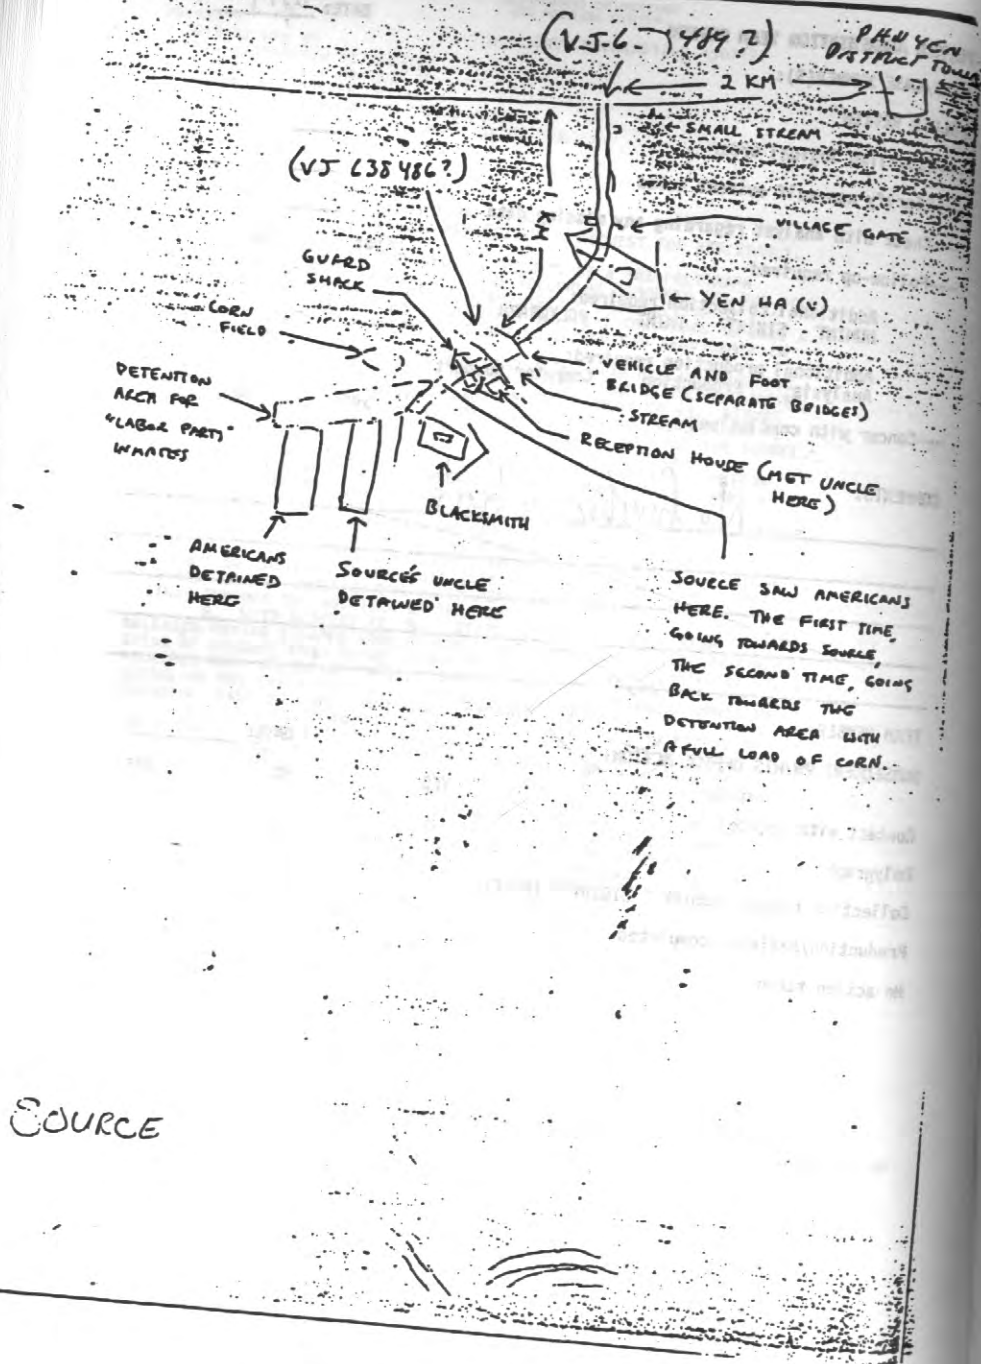 (VJ 6 7489?)
PHU YEN
DISTRICT TOWN
2 KM
SMALL STREAM
(VJ 638 486?)
1 KM
VILLAGE GATE
GUARD
SHACK
YEN HA (V)
CORN
FIELD
VEHICLE AND FOOT
BRIDGE (SEPARATE BRIDGES)
DETENTION
AREA FOR
"LABOR PARTY"
INMATES
STREAM
RECEPTION HOUSE (MET UNCLE
HERE)
BLACKSMITH
AMERICANS
DETAINED
HERE
SOURCE'S UNCLE
DETAINED HERE
SOURCE SAW AMERICANS
HERE. THE FIRST TIME,
GOING TOWARDS SOURCE,
THE SECOND TIME, GOING
BACK TOWARDS THE
DETENTION AREA WITH
A FULL LOAD OF CORN.
SOURCE